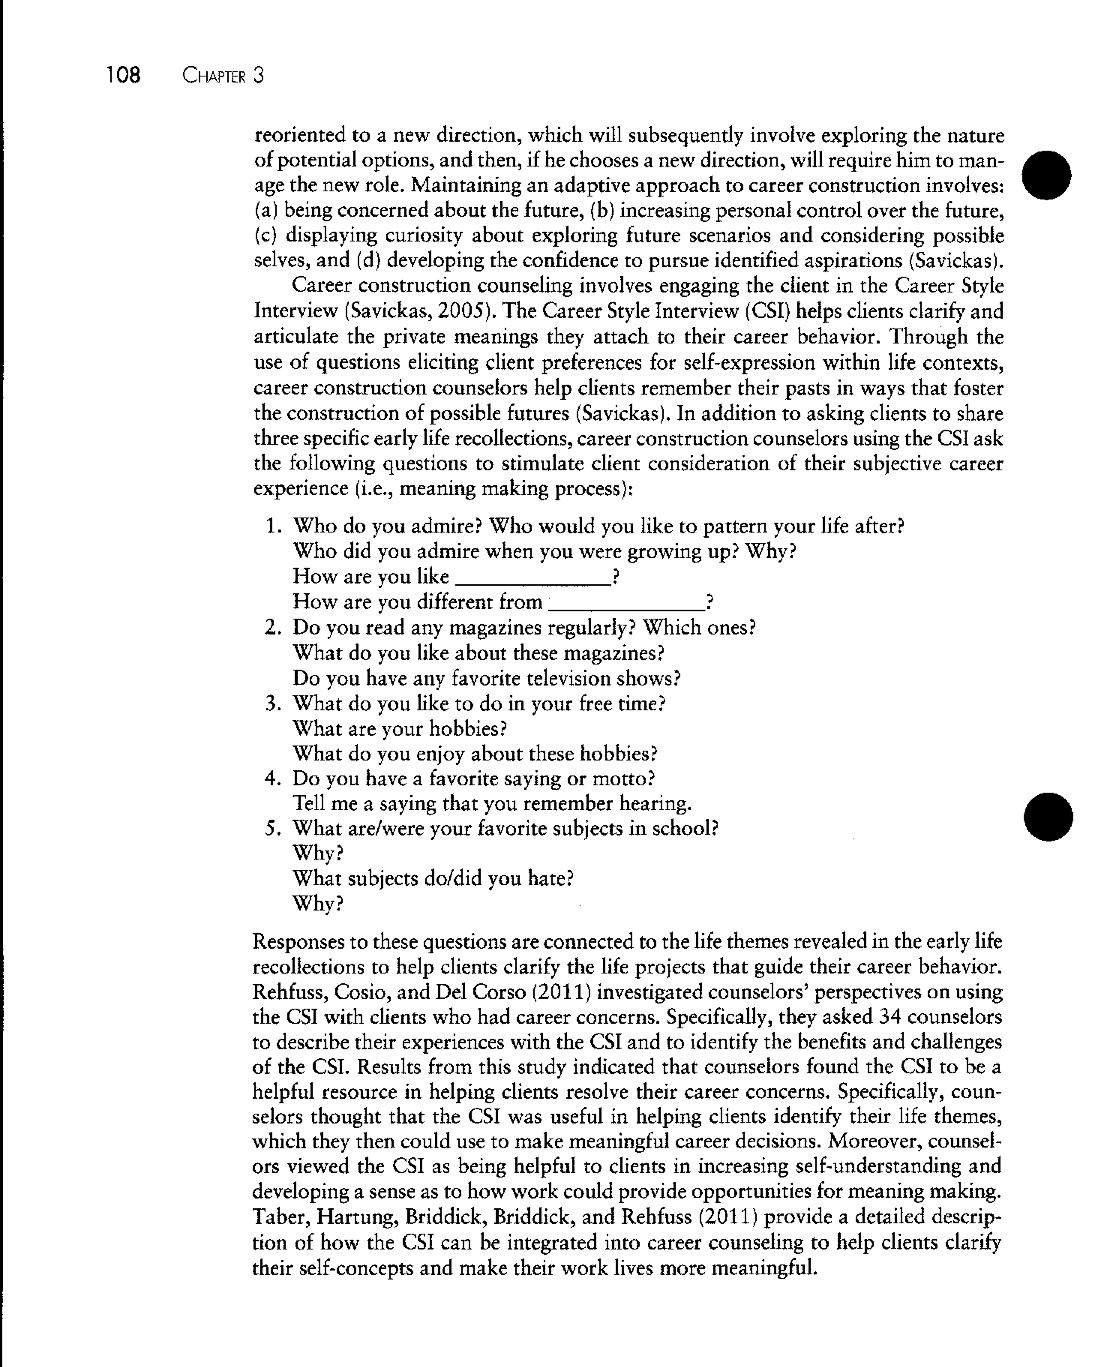 108 CHAPTER 3
reoriented to a new direction, which will subsequently involve exploring the nature
of potential options, and then, if he chooses a new direction, will require him to man-
age the new role. Maintaining an adaptive approach to career construction involves:
(a) being concerned about the future, (b) increasing personal control over the future,
(c) displaying curiosity about exploring future scenarios and considering possible
selves, and (d) developing the confidence to pursue identified aspirations (Savickas).
Career construction counseling involves engaging the client in the Career Style
Interview (Savickas, 2005). The Career Style Interview (CSI) helps clients clarify and
articulate the private meanings they attach to their career behavior. Through the
use of questions eliciting client preferences for self-expression within life contexts,
career construction counselors help clients remember their pasts in ways that foster
the construction of possible futures (Savickas). In addition to asking clients to share
three specific early life recollections, career construction counselors using the CSI ask
the following questions to stimulate client consideration of their subjective career
experience (i.e., meaning making process):
1. Who do you admire? Who would you like to pattern your life after?
Who did you admire when you were growing up? Why?
How are you like _______________?
How are you different from _______________?
2. Do you read any magazines regularly? Which ones?
What do you like about these magazines?
Do you have any favorite television shows?
3. What do you like to do in your free time?
What are your hobbies?
What do you enjoy about these hobbies?
4. Do you have a favorite saying or motto?
Tell me a saying that you remember hearing.
5. What are/were your favorite subjects in school?
Why?
What subjects do/did you hate?
Why?
Responses to these questions are connected to the life themes revealed in the early life
recollections to help clients clarify the life projects that guide their career behavior.
Rehfuss, Cosio, and Del Corso (2011) investigated counselors' perspectives on using
the CSI with clients who had career concerns. Specifically, they asked 34 counselors
to describe their experiences with the CSI and to identify the benefits and challenges
of the CSI. Results from this study indicated that counselors found the CSI to be a
helpful resource in helping clients resolve their career concerns. Specifically, coun-
selors thought that the CSI was useful in helping clients identify their life themes,
which they then could use to make meaningful career decisions. Moreover, counsel-
ors viewed the CSI as being helpful to clients in increasing self-understanding and
developing a sense as to how work could provide opportunities for meaning making.
Taber, Hartung, Briddick, Briddick, and Rehfuss (2011) provide a detailed descrip-
tion of how the CSI can be integrated into career counseling to help clients clarify
their self-concepts and make their work lives more meaningful.